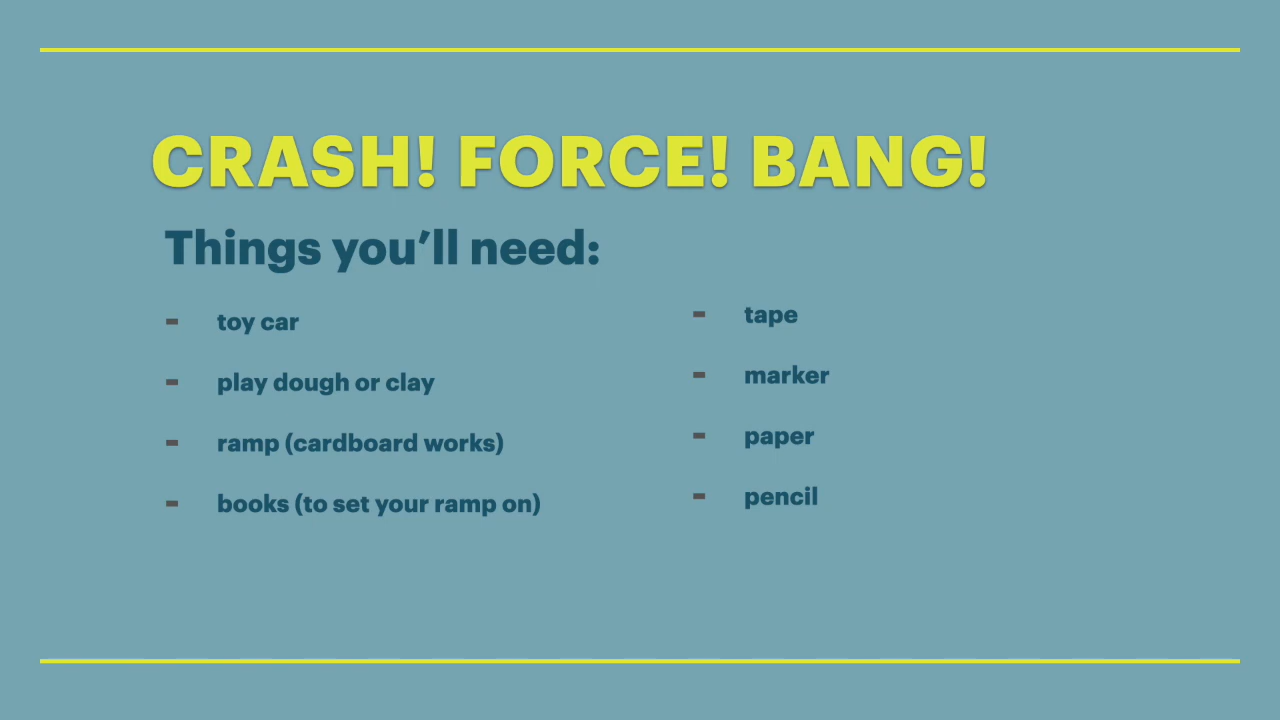 CRASH! FORCE! BANG!
Things you’ll need:
- toy car
- play dough or clay
- ramp (cardboard works)
- books (to set your ramp on)
- tape
- marker
- paper
- pencil